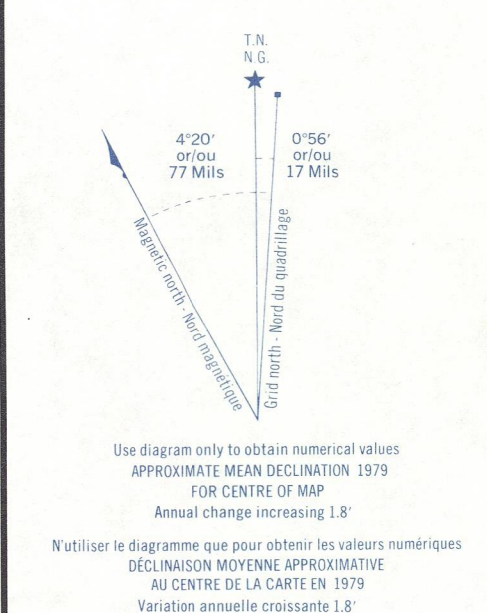 T.N.
N.G.
4°20′
or/ou
77 Mils
0°56′
or/ou
17 Mils
Magnetic north - Nord magnétique
Grid north - Nord du quadrillage
Use diagram only to obtain numerical values
APPROXIMATE MEAN DECLINATION 1979
FOR CENTRE OF MAP
Annual change increasing 1.8′
N'utiliser le diagramme que pour obtenir les valeurs numériques
DÉCLINAISON MOYENNE APPROXIMATIVE
AU CENTRE DE LA CARTE EN 1979
Variation annuelle croissante 1.8′